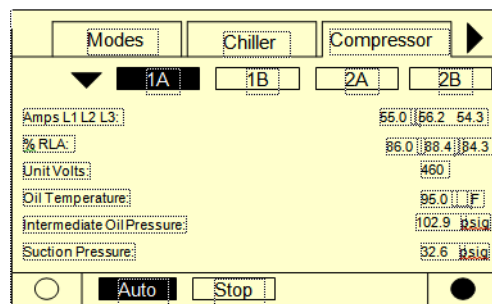 Modes Chiller Compressor
1A 1B 2A 2B
Amps L1 L2 L3: 55.0 56.2 54.3
% RLA: 86.0 88.4 84.3
Unit Volts: 460
Oil Temperature: 95.0 F
Intermediate Oil Pressure: 102.9 psig
Suction Pressure: 32.6 psig
Auto Stop